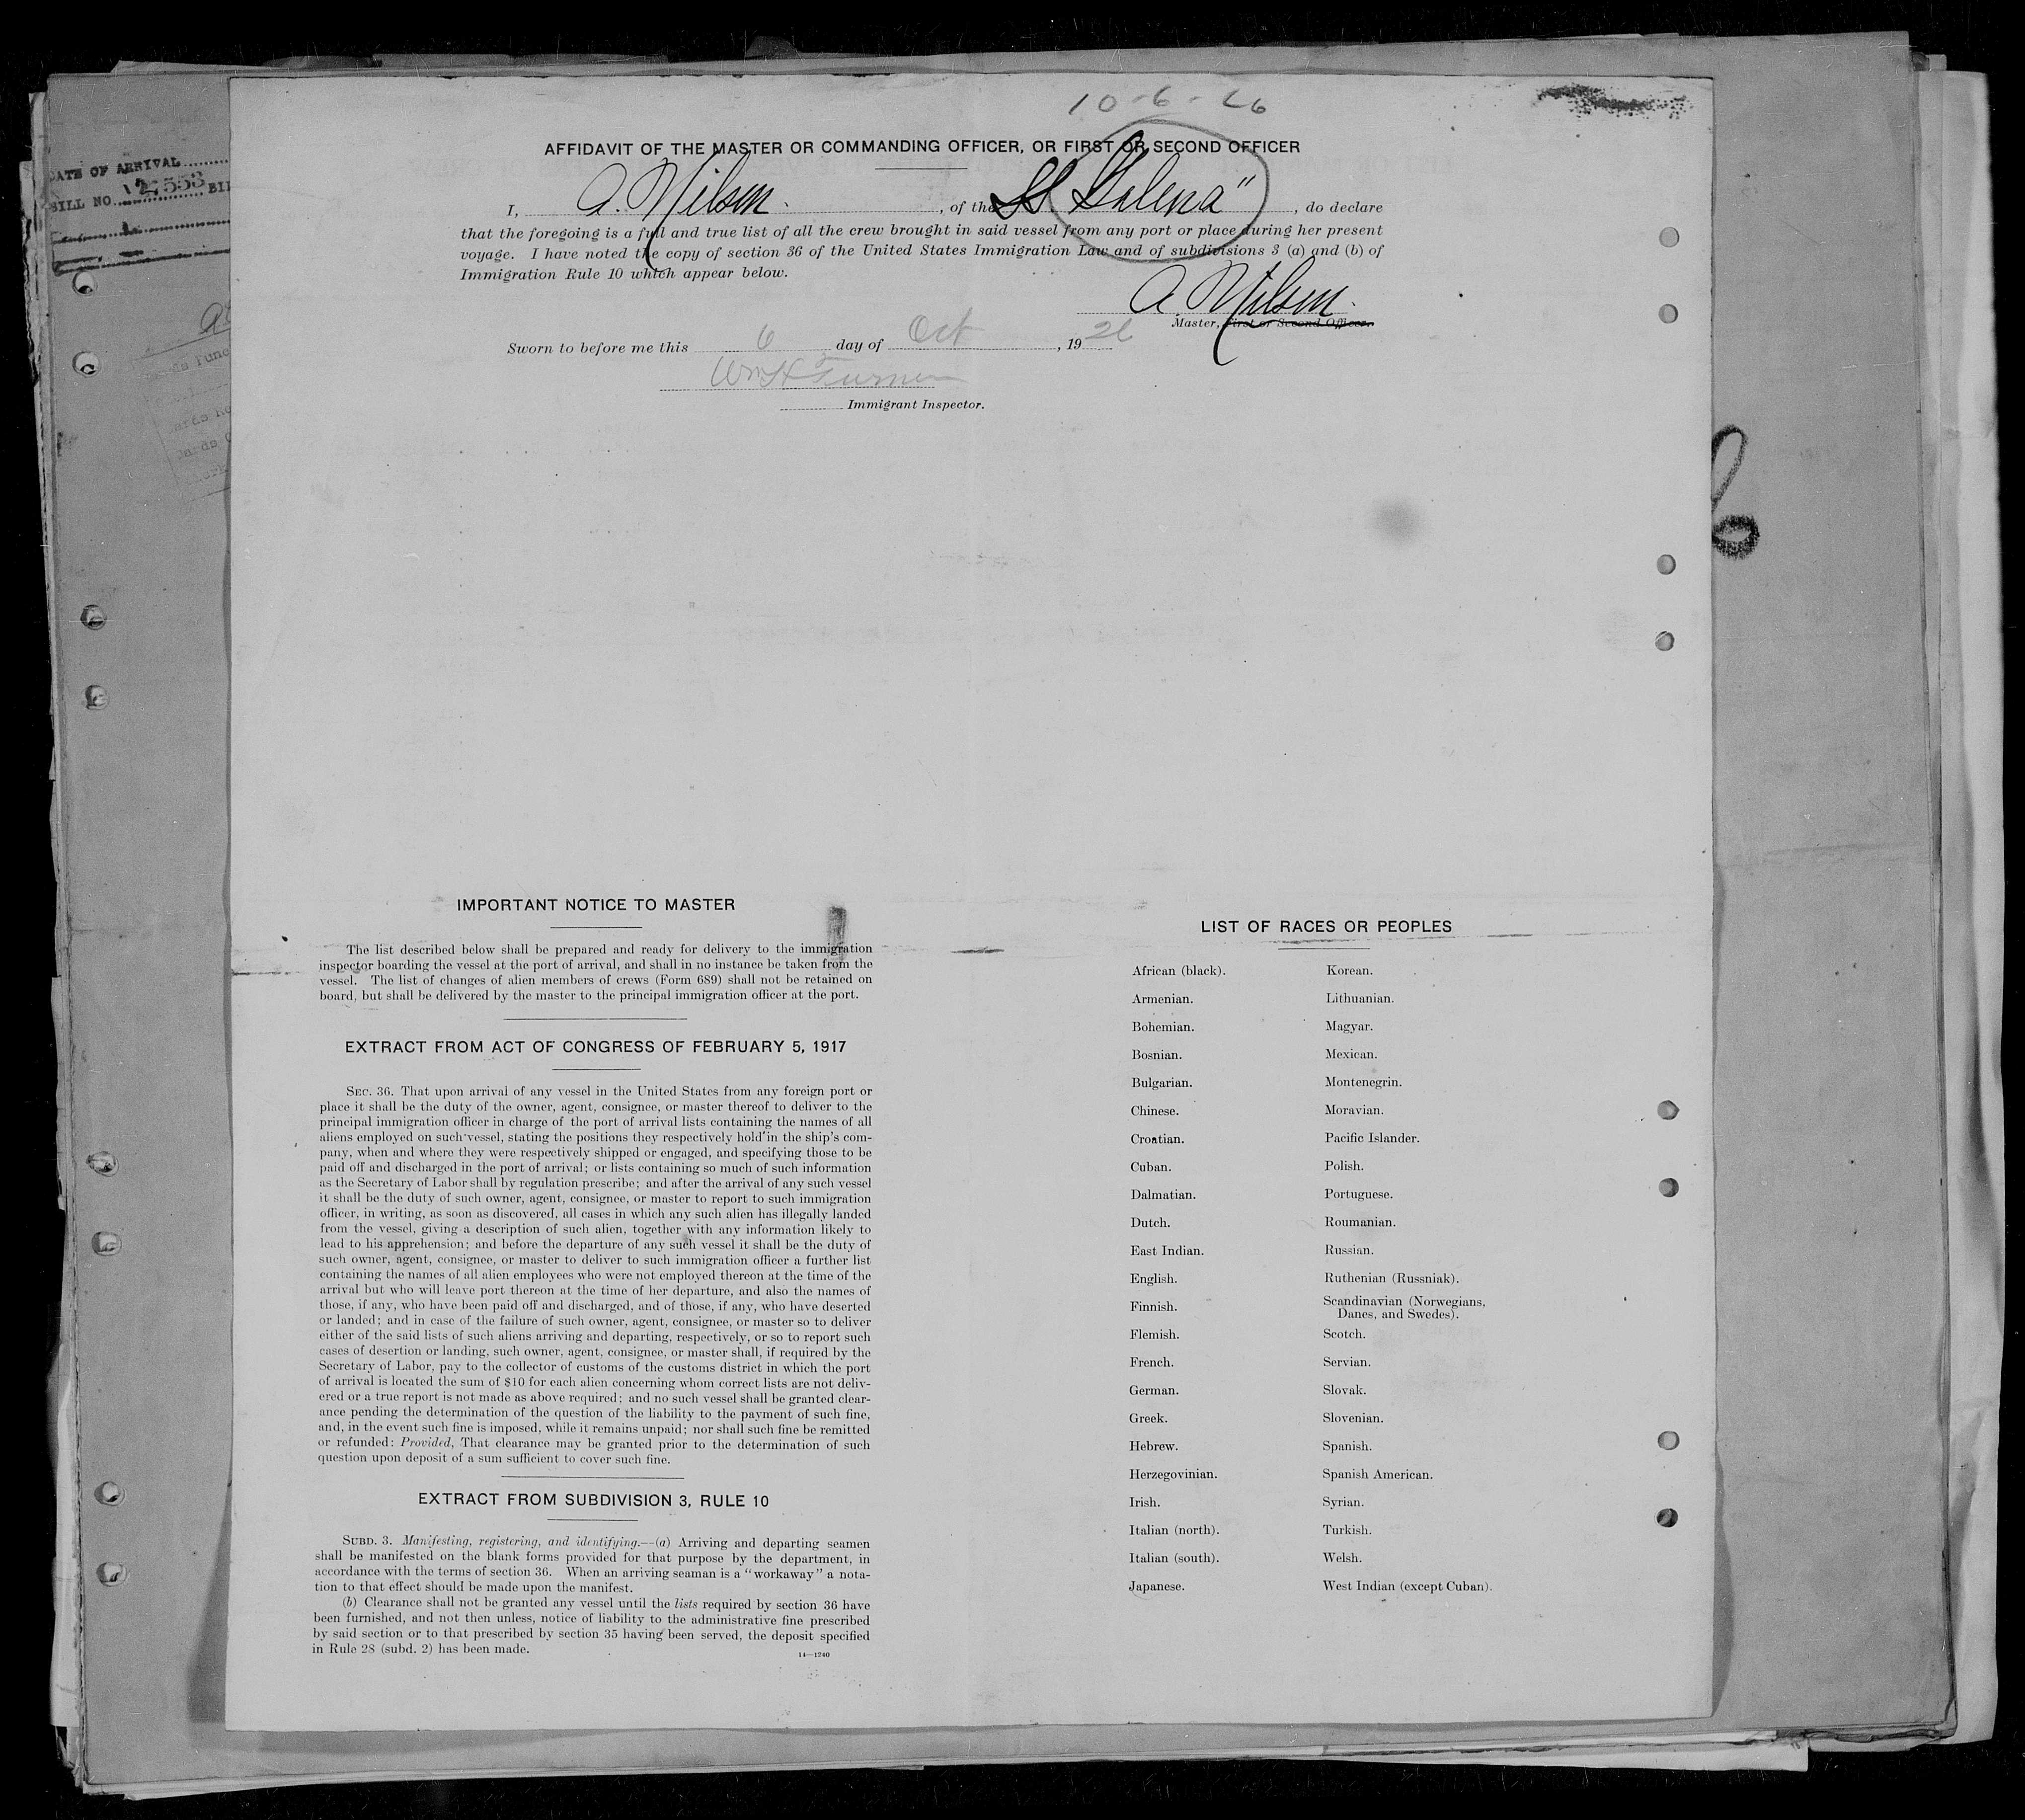 10-6-26
AFFIDAVIT OF THE MASTER OR COMMANDING OFFICER, OR FIRST OR SECOND OFFICER
I, A. Nilsen. , of the SS. Galena" , do declare
that the foregoing is a full and true list of all the crew brought in said vessel from any port or place during her present
voyage. I have noted the copy of section 36 of the United States Immigration Law and of subdivisions 3 (a) and (b) of
Immigration Rule 10 which appear below.
A. Nilsen.
Master, First or Second Officer.
Sworn to before me this 6 day of Oct , 19 26
Wm H Turner
Immigrant Inspector.
DATE OF ARRIVAL
BILL NO.
IMPORTANT NOTICE TO MASTER
The list described below shall be prepared and ready for delivery to the immigration
inspector boarding the vessel at the port of arrival, and shall in no instance be taken from the
vessel. The list of changes of alien members of crews (Form 689) shall not be retained on
board, but shall be delivered by the master to the principal immigration officer at the port.
EXTRACT FROM ACT OF CONGRESS OF FEBRUARY 5, 1917
SEC. 36. That upon arrival of any vessel in the United States from any foreign port or
place it shall be the duty of the owner, agent, consignee, or master thereof to deliver to the
principal immigration officer in charge of the port of arrival lists containing the names of all
aliens employed on such vessel, stating the positions they respectively hold in the ship's com-
pany, when and where they were respectively shipped or engaged, and specifying those to be
paid off and discharged in the port of arrival; or lists containing so much of such information
as the Secretary of Labor shall by regulation prescribe; and after the arrival of any such vessel
it shall be the duty of such owner, agent, consignee, or master to report to such immigration
officer, in writing, as soon as discovered, all cases in which any such alien has illegally landed
from the vessel, giving a description of such alien, together with any information likely to
lead to his apprehension; and before the departure of any such vessel it shall be the duty of
such owner, agent, consignee, or master to deliver to such immigration officer a further list
containing the names of all alien employees who were not employed thereon at the time of the
arrival but who will leave port thereon at the time of her departure, and also the names of
those, if any, who have been paid off and discharged, and of those, if any, who have deserted
or landed; and in case of the failure of such owner, agent, consignee, or master so to deliver
either of the said lists of such aliens arriving and departing, respectively, or so to report such
cases of desertion or landing, such owner, agent, consignee, or master shall, if required by the
Secretary of Labor, pay to the collector of customs of the customs district in which the port
of arrival is located the sum of $10 for each alien concerning whom correct lists are not deliv-
ered or a true report is not made as above required; and no such vessel shall be granted clear-
ance pending the determination of the question of the liability to the payment of such fine,
and, in the event such fine is imposed, while it remains unpaid; nor shall such fine be remitted
or refunded: Provided, That clearance may be granted prior to the determination of such
question upon deposit of a sum sufficient to cover such fine.
EXTRACT FROM SUBDIVISION 3, RULE 10
SUBD. 3. Manifesting, registering, and identifying.—(a) Arriving and departing seamen
shall be manifested on the blank forms provided for that purpose by the department, in
accordance with the terms of section 36. When an arriving seaman is a "workaway" a nota-
tion to that effect should be made upon the manifest.
(b) Clearance shall not be granted any vessel until the lists required by section 36 have
been furnished, and not then unless, notice of liability to the administrative fine prescribed
by said section or to that prescribed by section 35 having been served, the deposit specified
in Rule 28 (subd. 2) has been made.
14—1240
LIST OF RACES OR PEOPLES
African (black). Korean.
Armenian. Lithuanian.
Bohemian. Magyar.
Bosnian. Mexican.
Bulgarian. Montenegrin.
Chinese. Moravian.
Croatian. Pacific Islander.
Cuban. Polish.
Dalmatian. Portuguese.
Dutch. Roumanian.
East Indian. Russian.
English. Ruthenian (Russniak).
Finnish. Scandinavian (Norwegians,
Danes, and Swedes).
Flemish. Scotch.
French. Servian.
German. Slovak.
Greek. Slovenian.
Hebrew. Spanish.
Herzegovinian. Spanish American.
Irish. Syrian.
Italian (north). Turkish.
Italian (south). Welsh.
Japanese. West Indian (except Cuban).